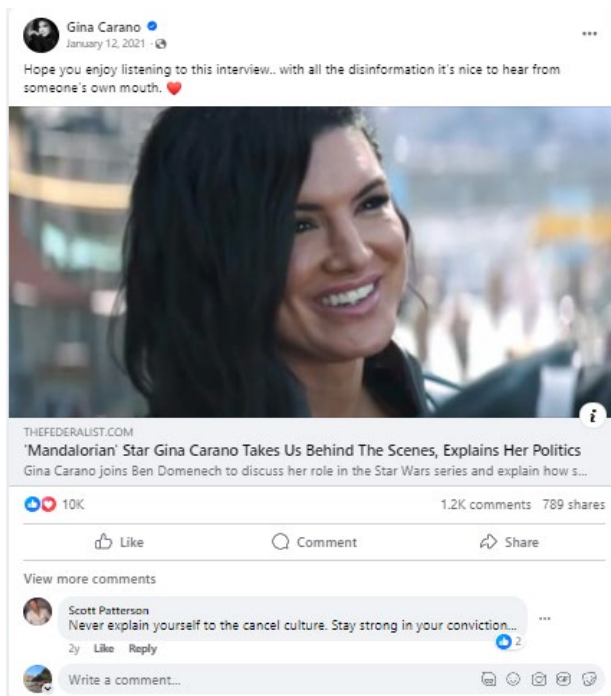 Gina Carano
January 12, 2021 ·
Hope you enjoy listening to this interview.. with all the disinformation it's nice to hear from
someone's own mouth.
THEFEDERALIST.COM
'Mandalorian' Star Gina Carano Takes Us Behind The Scenes, Explains Her Politics
Gina Carano joins Ben Domenech to discuss her role in the Star Wars series and explain how s...
10K 1.2K comments 789 shares
Like Comment Share
View more comments
Scott Patterson
Never explain yourself to the cancel culture. Stay strong in your conviction...
2y Like Reply 2
Write a comment...
GIF